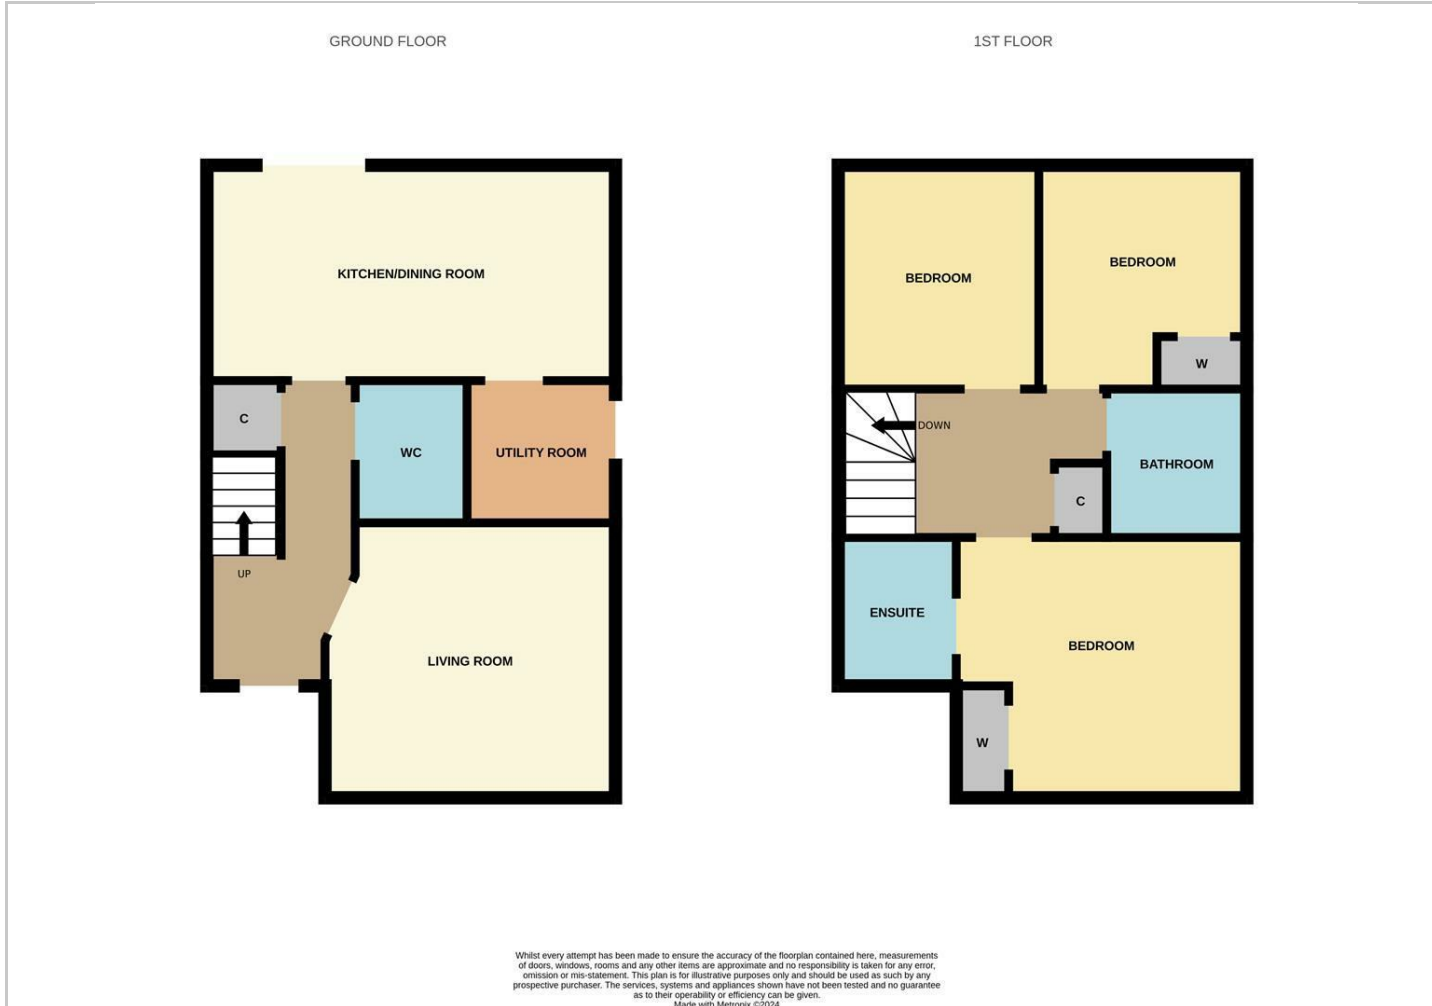 GROUND FLOOR
1ST FLOOR
KITCHEN/DINING ROOM
C
WC
UTILITY ROOM
UP
LIVING ROOM
BEDROOM
BEDROOM
W
DOWN
BATHROOM
C
ENSUITE
BEDROOM
W
Whilst every attempt has been made to ensure the accuracy of the floorplan contained here, measurements
of doors, windows, rooms and any other items are approximate and no responsibility is taken for any error,
omission or mis-statement. This plan is for illustrative purposes only and should be used as such by any
prospective purchaser. The services, systems and appliances shown have not been tested and no guarantee
as to their operability or efficiency can be given.
Made with Metropix ©2024